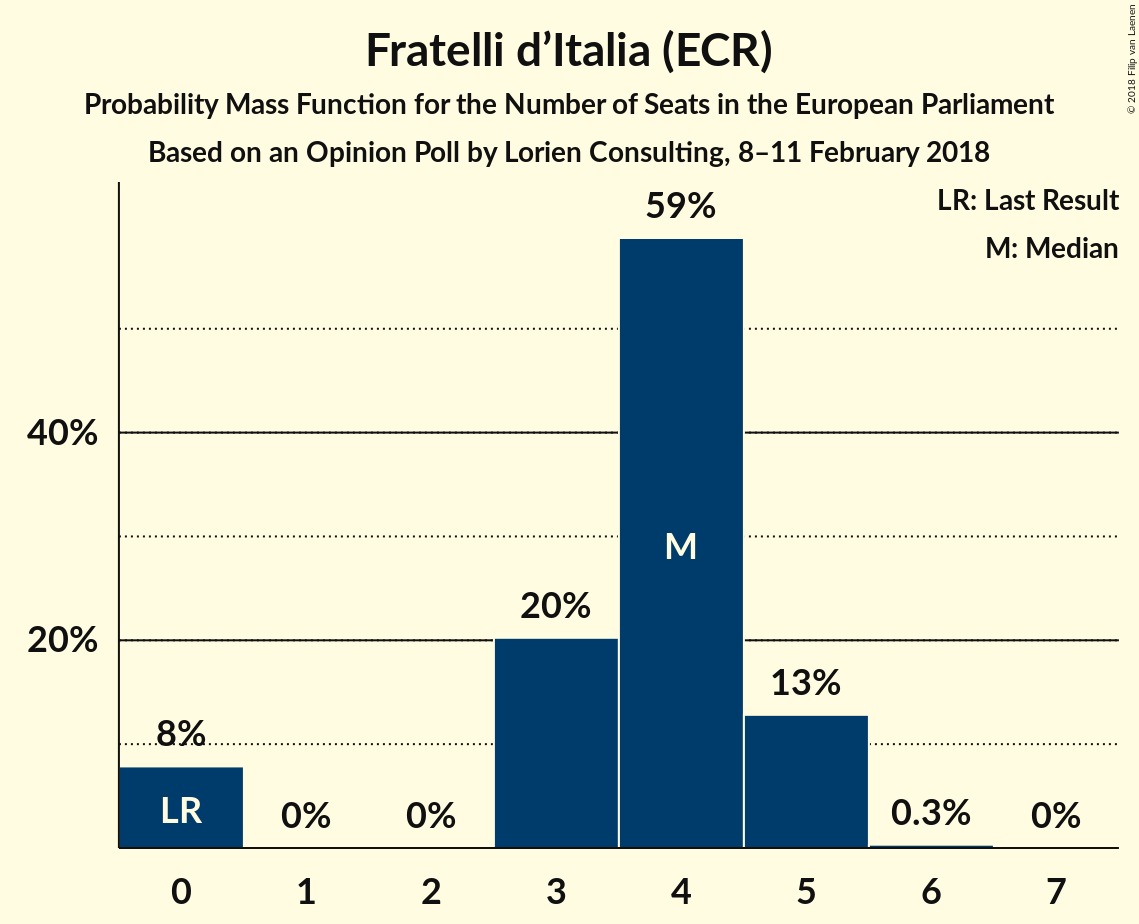 Fratelli d’Italia (ECR)
Probability Mass Function for the Number of Seats in the European Parliament
Based on an Opinion Poll by Lorien Consulting, 8–11 February 2018
© 2018 Filip van Laenen
LR: Last Result
M: Median
59%
40%
M
20%
20%
13%
8%
LR
0%
0%
0.3%
0%
0 1 2 3 4 5 6 7